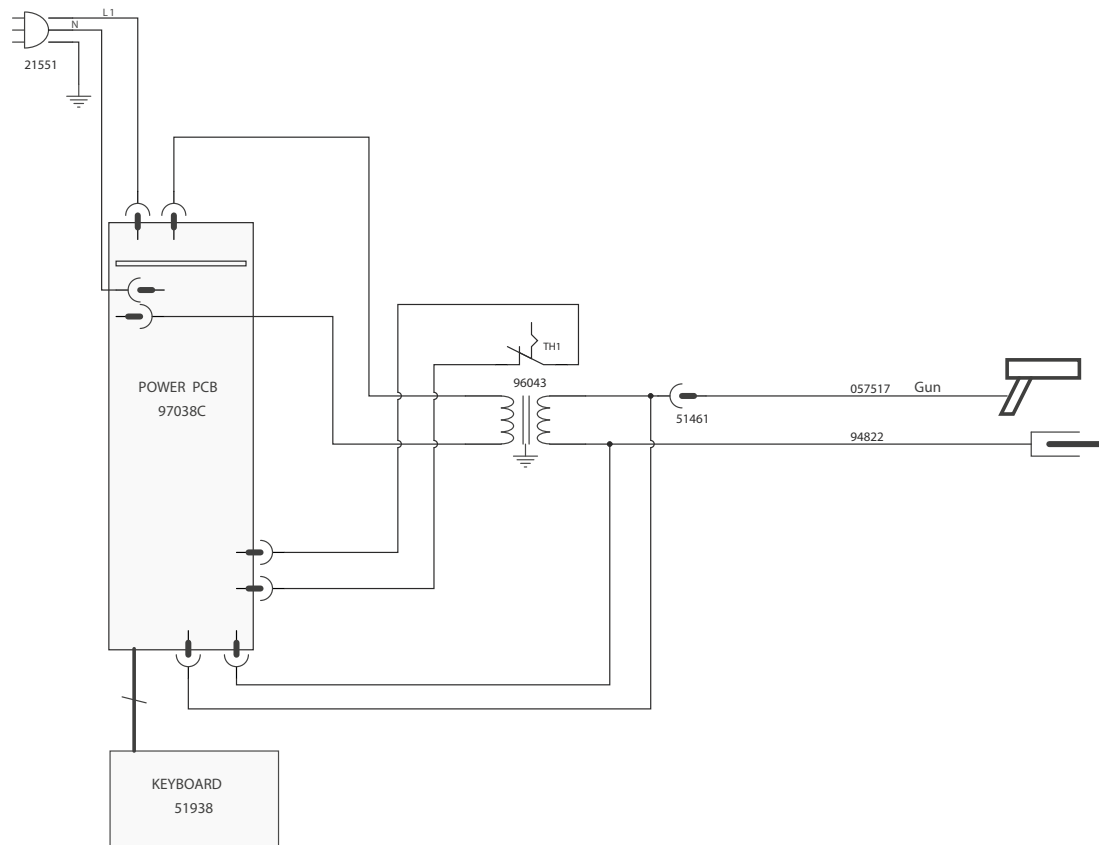 L1
N
21551
TH1
96043
POWER PCB
97038C
057517 Gun
51461
94822
KEYBOARD
51938